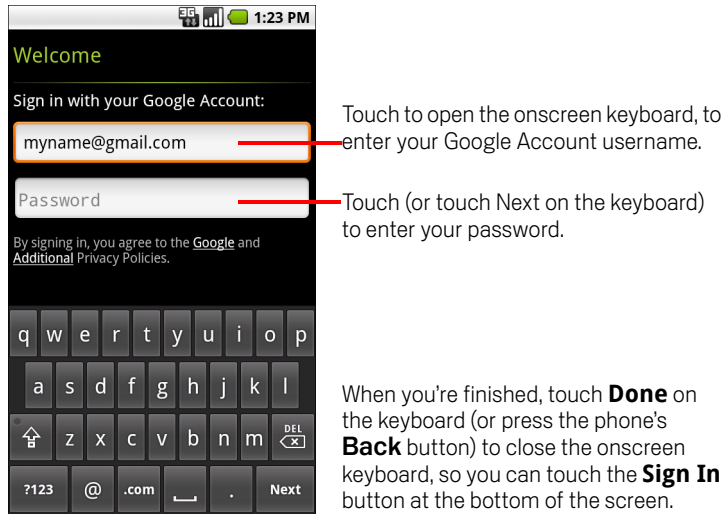 3G 1:23 PM
Welcome
Sign in with your Google Account:
myname@gmail.com
Touch to open the onscreen keyboard, to
enter your Google Account username.
Password
Touch (or touch Next on the keyboard)
to enter your password.
By signing in, you agree to the Google and
Additional Privacy Policies.
q w e r t y u i o p
a s d f g h j k l
z x c v b n m DEL
?123 @ .com . Next
When you're finished, touch Done on
the keyboard (or press the phone's
Back button) to close the onscreen
keyboard, so you can touch the Sign In
button at the bottom of the screen.